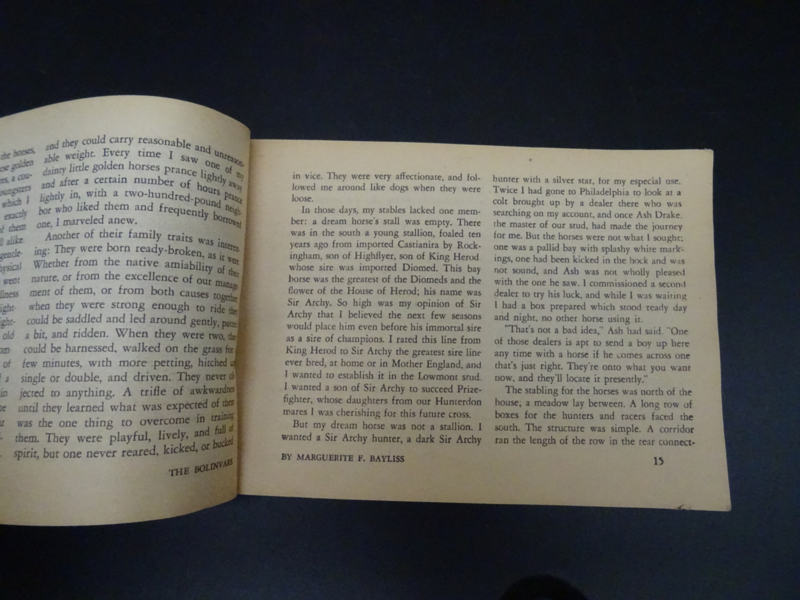 the horses,
golden
a cou-
youngsters
which I
exactly
of them
alike.
gentle-
physical
went
illness
old
of
a
in
and they could carry reasonable and unreason-
able weight. Every time I saw one of my
dainty little golden horses prance lightly away
and after a certain number of hours prance
lightly in, with a two-hundred-pound neigh-
bor who liked them and frequently borrowed
one, I marveled anew.
Another of their family traits was interest-
ing: They were born ready-broken, as it were.
Whether from the native amiability of their
nature, or from the excellence of our manage-
ment of them, or from both causes together,
when they were strong enough to ride they
could be saddled and led around gently, put on
a bit, and ridden. When they were two, they
could be harnessed, walked on the grass for a
few minutes, with more petting, hitched up
single or double, and driven. They never ob-
jected to anything. A trifle of awkwardness
until they learned what was expected of them
was the one thing to overcome in training
them. They were playful, lively, and full of
spirit, but one never reared, kicked, or bucked
THE BOLINVARS
in vice. They were very affectionate, and fol-
lowed me around like dogs when they were
loose.
In those days, my stables lacked one mem-
ber: a dream horse's stall was empty. There
was in the south a young stallion, foaled ten
years ago from imported Castianira by Rock-
ingham, son of Highflyer, son of King Herod
whose sire was imported Diomed. This bay
horse was the greatest of the Diomeds and the
flower of the House of Herod; his name was
Sir Archy. So high was my opinion of Sir
Archy that I believed the next few seasons
would place him even before his immortal sire
as a sire of champions. I rated this line from
King Herod to Sir Archy the greatest sire line
ever bred, at home or in Mother England, and
I wanted to establish it in the Lowmont stud.
I wanted a son of Sir Archy to succeed Prize-
fighter, whose daughters from our Hunterdon
mares I was cherishing for this future cross.
But my dream horse was not a stallion. I
wanted a Sir Archy hunter, a dark Sir Archy
BY MARGUERITE F. BAYLISS
hunter with a silver star, for my especial use.
Twice I had gone to Philadelphia to look at a
colt brought up by a dealer there who was
searching on my account, and once Ash Drake,
the master of our stud, had made the journey
for me. But the horses were not what I sought;
one was a pallid bay with splashy white mark-
ings, one had been kicked in the hock and was
not sound, and Ash was not wholly pleased
with the one he saw. I commissioned a second
dealer to try his luck, and while I was waiting
I had a box prepared which stood ready day
and night, no other horse using it.
"That's not a bad idea," Ash had said. "One
of those dealers is apt to send a boy up here
any time with a horse if he comes across one
that's just right. They're onto what you want
now, and they'll locate it presently."
The stabling for the horses was north of the
house; a meadow lay between. A long row of
boxes for the hunters and racers faced the
south. The structure was simple. A corridor
ran the length of the row in the rear connect-
15